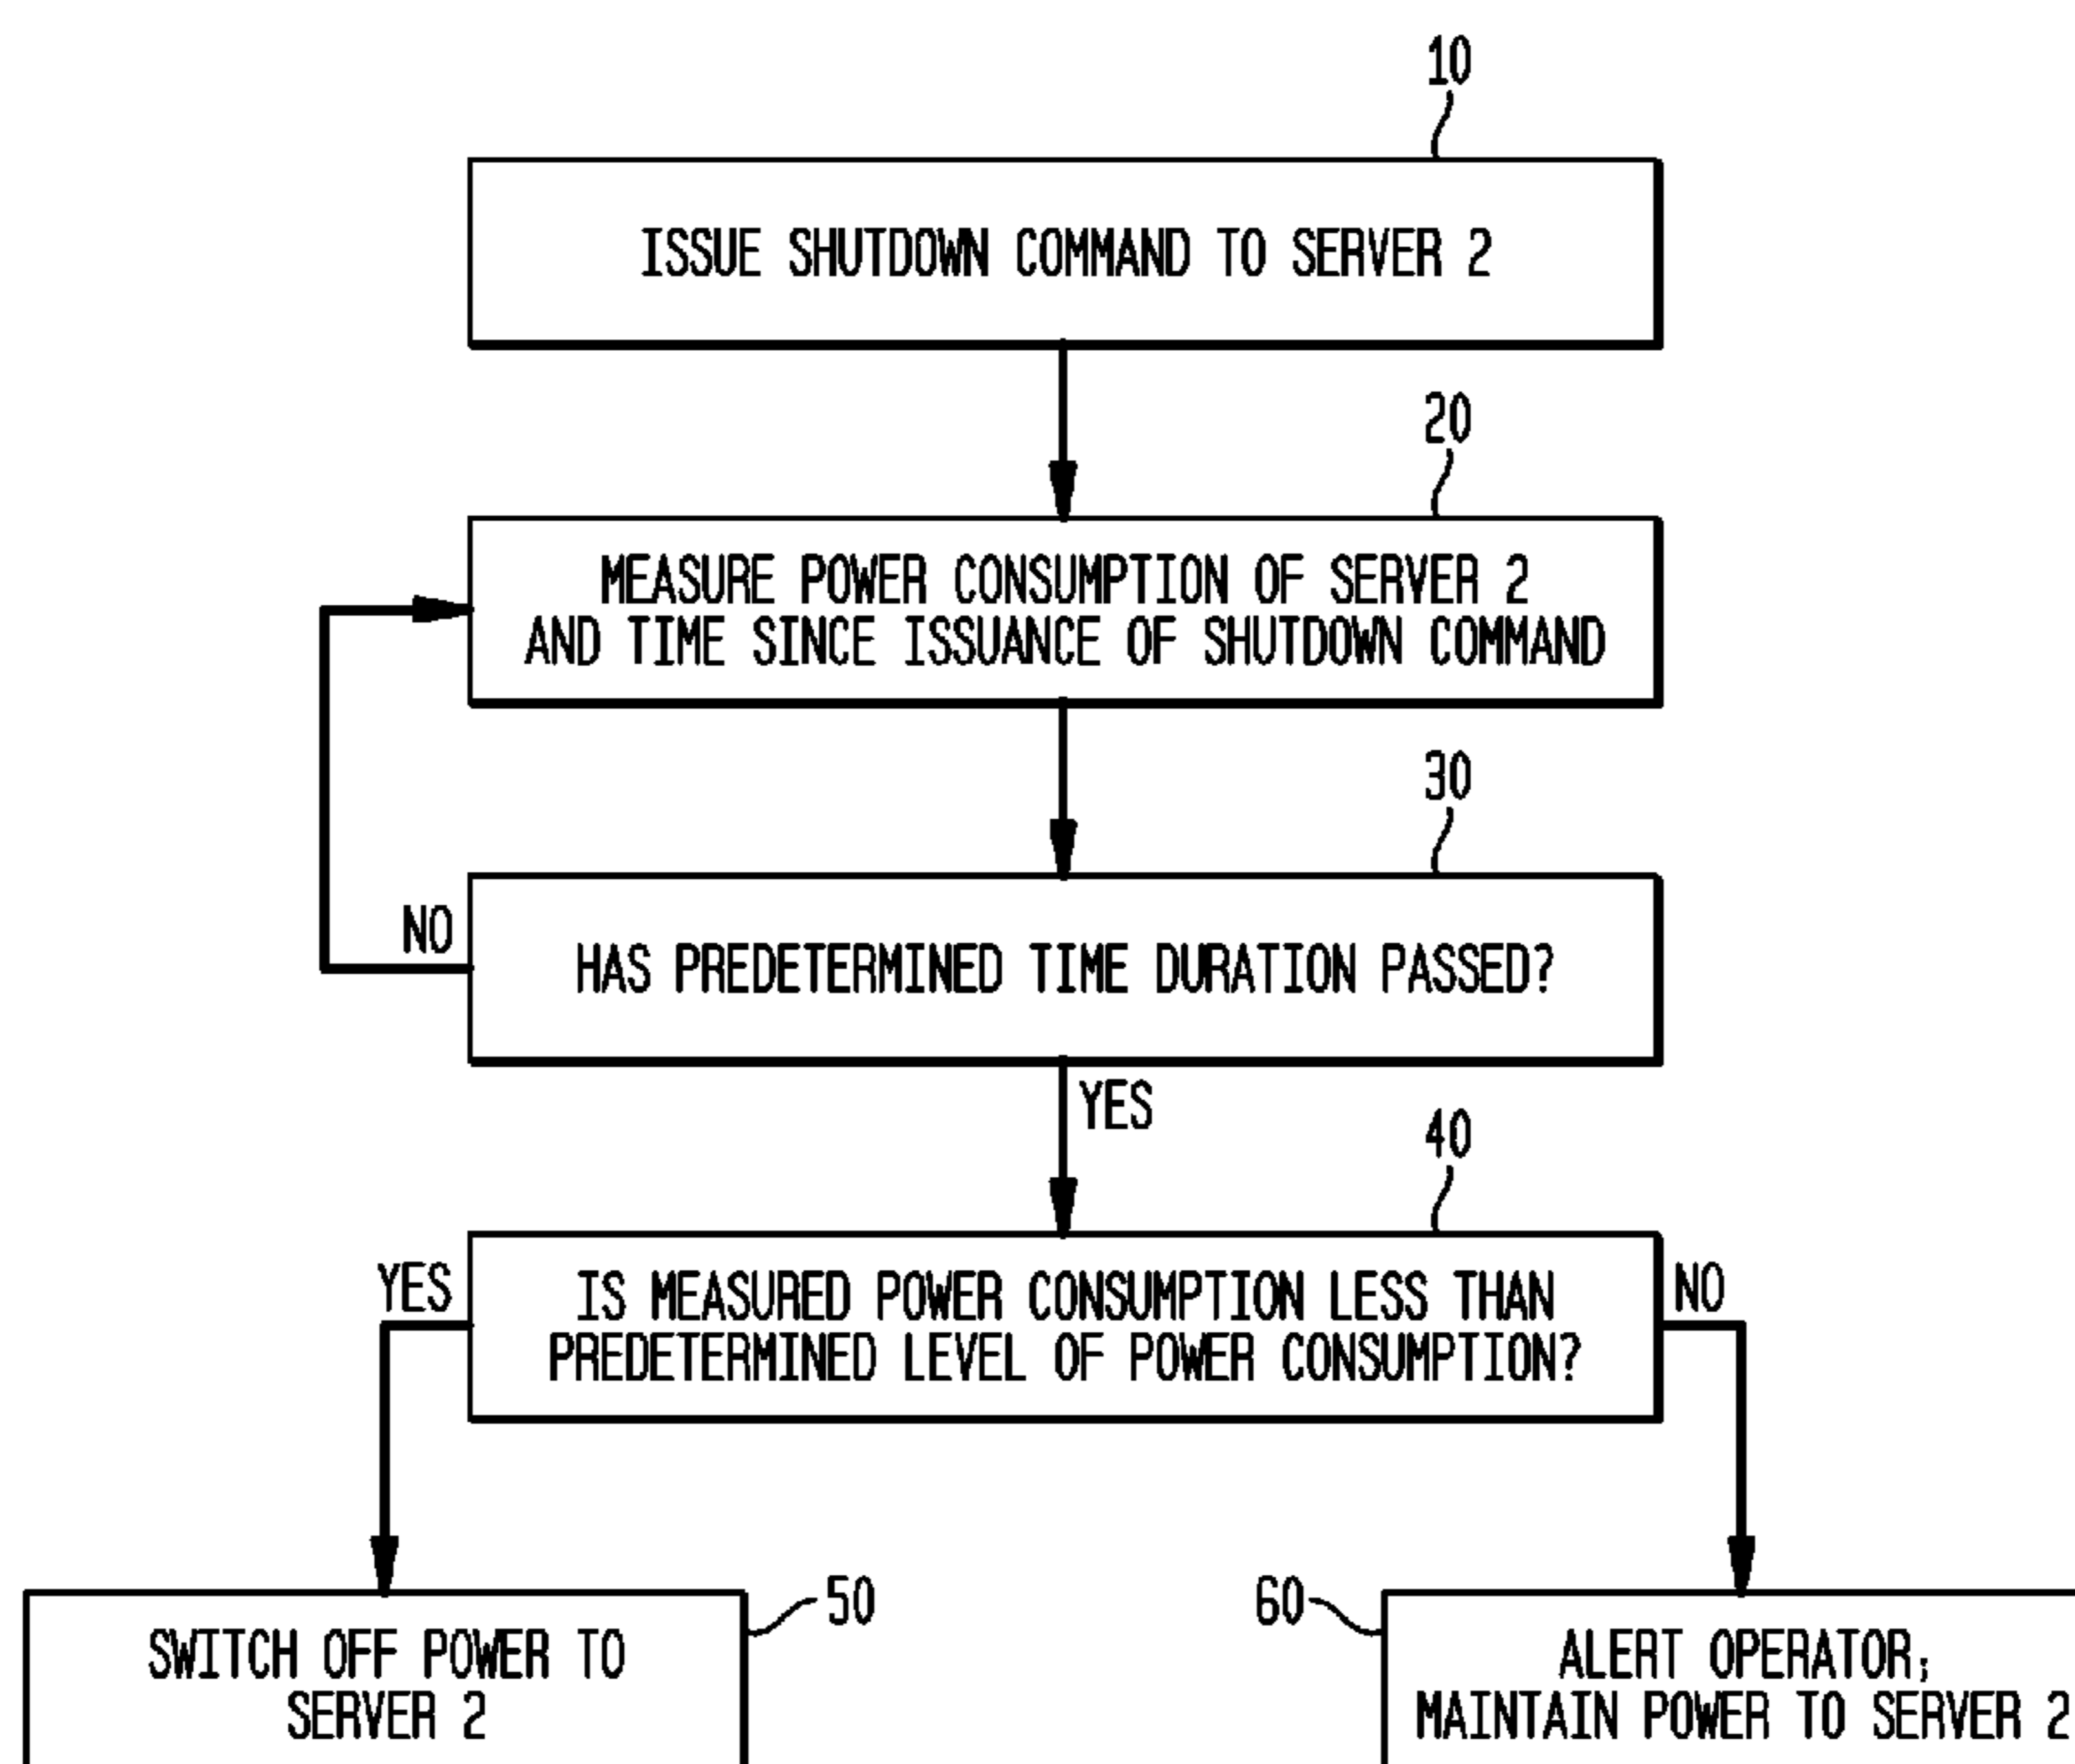 10
ISSUE SHUTDOWN COMMAND TO SERVER 2
20
MEASURE POWER CONSUMPTION OF SERVER 2
AND TIME SINCE ISSUANCE OF SHUTDOWN COMMAND
30
NO
HAS PREDETERMINED TIME DURATION PASSED?
YES
40
YES
IS MEASURED POWER CONSUMPTION LESS THAN
PREDETERMINED LEVEL OF POWER CONSUMPTION?
NO
50
SWITCH OFF POWER TO
SERVER 2
60
ALERT OPERATOR;
MAINTAIN POWER TO SERVER 2